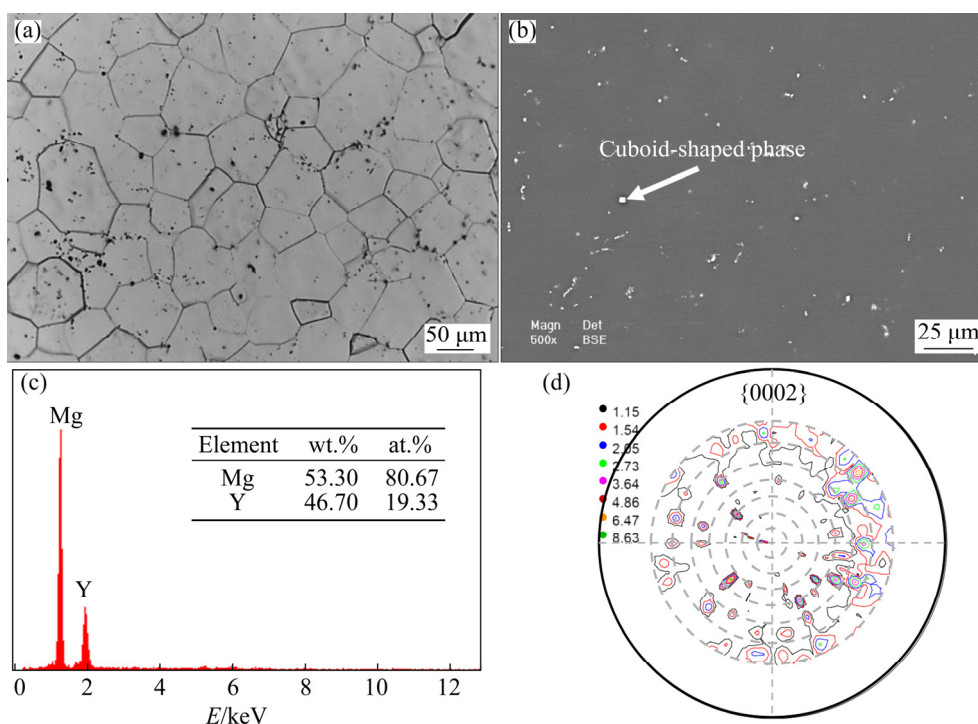 (a)
50 μm
(b)
Cuboid-shaped phase
Magn Det
500x BSE
25 μm
(c)
Mg
Y
Element wt.% at.%
Mg 53.30 80.67
Y 46.70 19.33
0 2 4 6 8 10 12
E/keV
(d)
{0002}
1.15
1.54
2.05
2.73
3.64
4.86
6.47
8.63